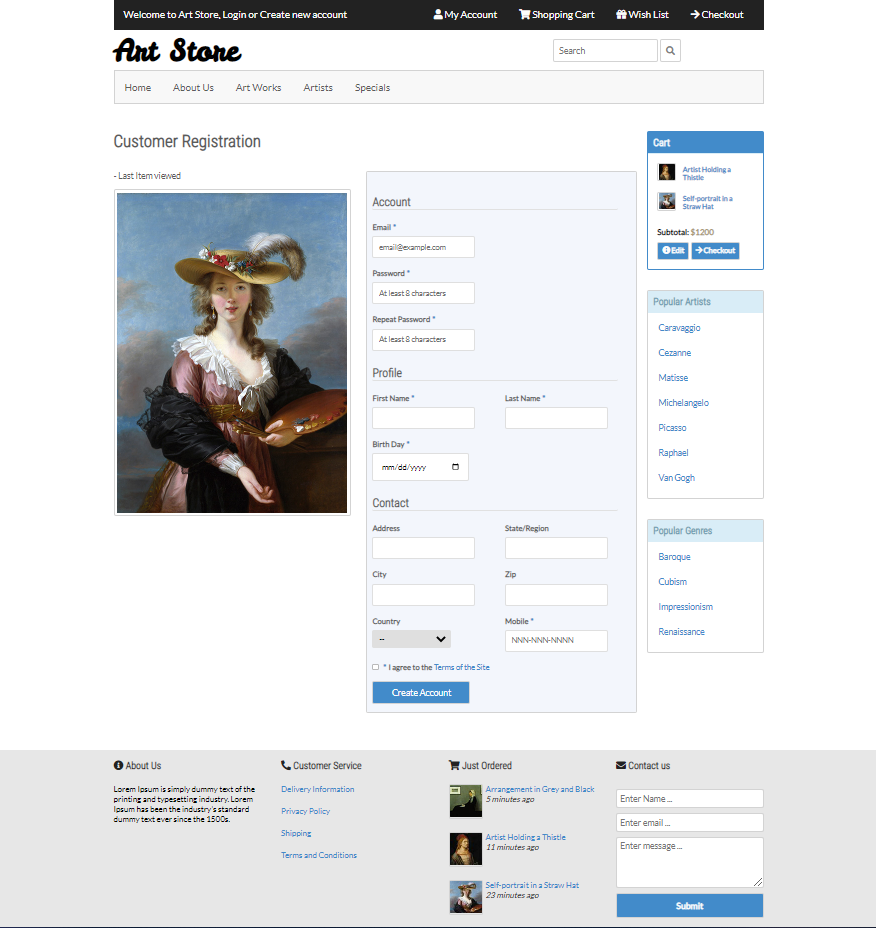 Welcome to Art Store, Login or Create new account
My Account
Shopping Cart
Wish List
Checkout
Art Store
Search
Home
About Us
Art Works
Artists
Specials
Customer Registration
- Last Item viewed
Account
Email *
email@example.com
Password *
At least 8 characters
Repeat Password *
At least 8 characters
Profile
First Name *
Last Name *
Birth Day *
mm/dd/yyyy
Contact
Address
State/Region
City
Zip
Country
Mobile *
--
NNN-NNN-NNNN
* I agree to the Terms of the Site
Create Account
Cart
Artist Holding a
Thistle
Self-portrait in a
Straw Hat
Subtotal: $1200
Edit
Checkout
Popular Artists
Caravaggio
Cezanne
Matisse
Michelangelo
Picasso
Raphael
Van Gogh
Popular Genres
Baroque
Cubism
Impressionism
Renaissance
About Us
Lorem Ipsum is simply dummy text of the
printing and typesetting industry. Lorem
Ipsum has been the industry's standard
dummy text ever since the 1500s.
Customer Service
Delivery Information
Privacy Policy
Shipping
Terms and Conditions
Just Ordered
Arrangement in Grey and Black
5 minutes ago
Artist Holding a Thistle
11 minutes ago
Self-portrait in a Straw Hat
23 minutes ago
Contact us
Enter Name ...
Enter email ...
Enter message ...
Submit